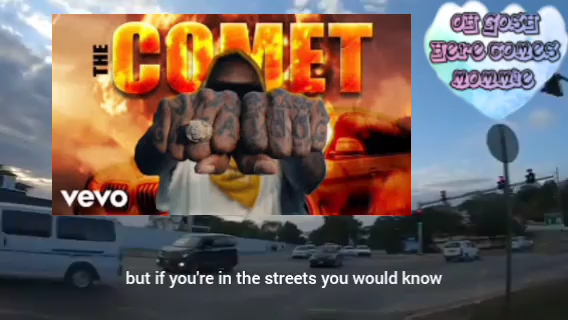 THE
COMET
OH GOSH
HERE COMES
MOMMIE
vevo
but if you're in the streets you would know